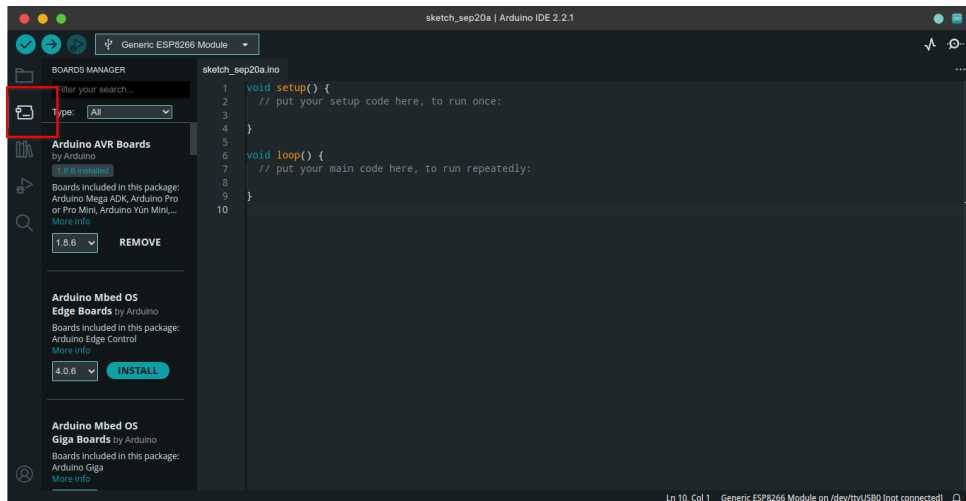 sketch_sep20a | Arduino IDE 2.2.1
Generic ESP8266 Module
BOARDS MANAGER
Filter your search...
Type: All
Arduino AVR Boards
by Arduino
1.8.6 installed
Boards included in this package:
Arduino Mega ADK, Arduino Pro
or Pro Mini, Arduino Yún Mini,...
More info
1.8.6 REMOVE
Arduino Mbed OS
Edge Boards by Arduino
Boards included in this package:
Arduino Edge Control
More info
4.0.6 INSTALL
Arduino Mbed OS
Giga Boards by Arduino
Boards included in this package:
Arduino Giga
More info
sketch_sep20a.ino
1 void setup() {
2 // put your setup code here, to run once:
3
4 }
5
6 void loop() {
7 // put your main code here, to run repeatedly:
8
9 }
10
Ln 10, Col 1 Generic ESP8266 Module on /dev/ttyUSB0 [not connected]